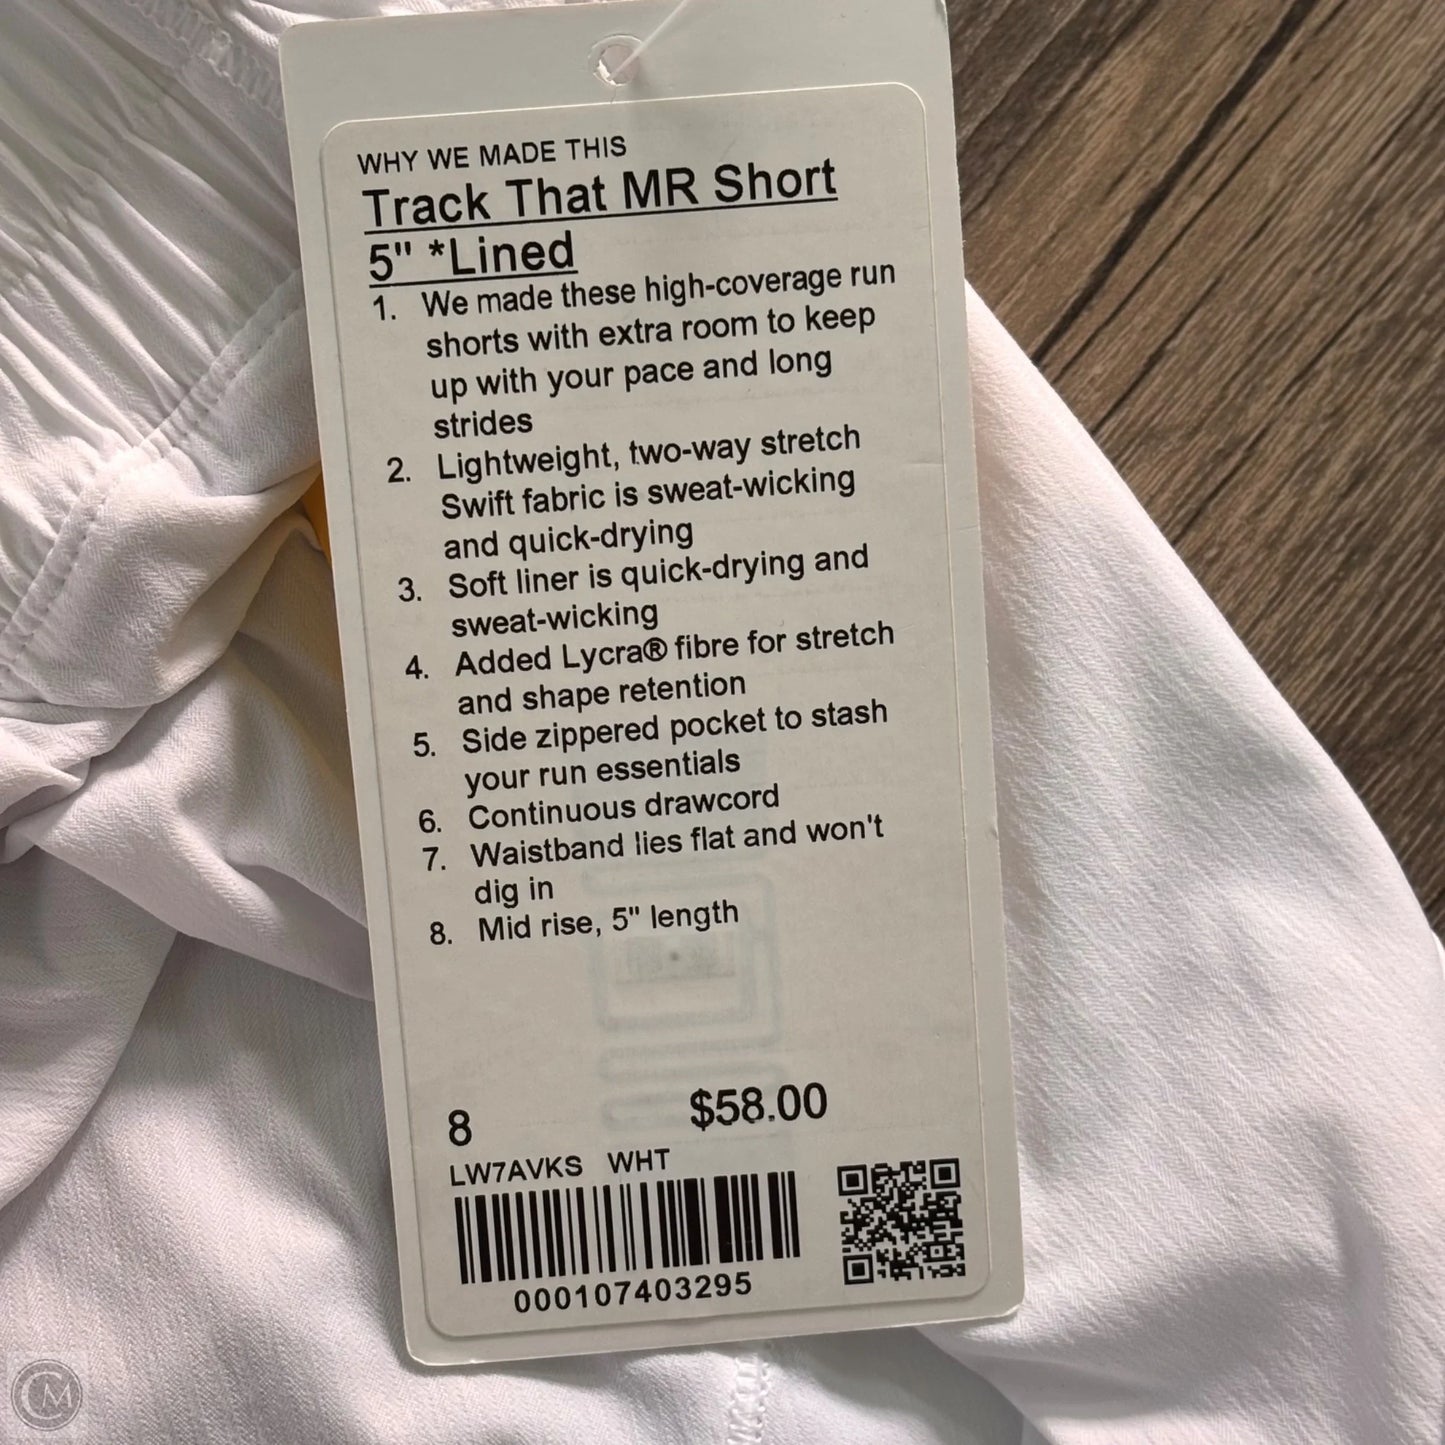 WHY WE MADE THIS
Track That MR Short
5" *Lined
1. We made these high-coverage run
shorts with extra room to keep
up with your pace and long
strides
2. Lightweight, two-way stretch
Swift fabric is sweat-wicking
and quick-drying
3. Soft liner is quick-drying and
sweat-wicking
4. Added Lycra® fibre for stretch
and shape retention
5. Side zippered pocket to stash
your run essentials
6. Continuous drawcord
7. Waistband lies flat and won't
dig in
8. Mid rise, 5" length
8 $58.00
LW7AVKS WHT
000107403295
CM